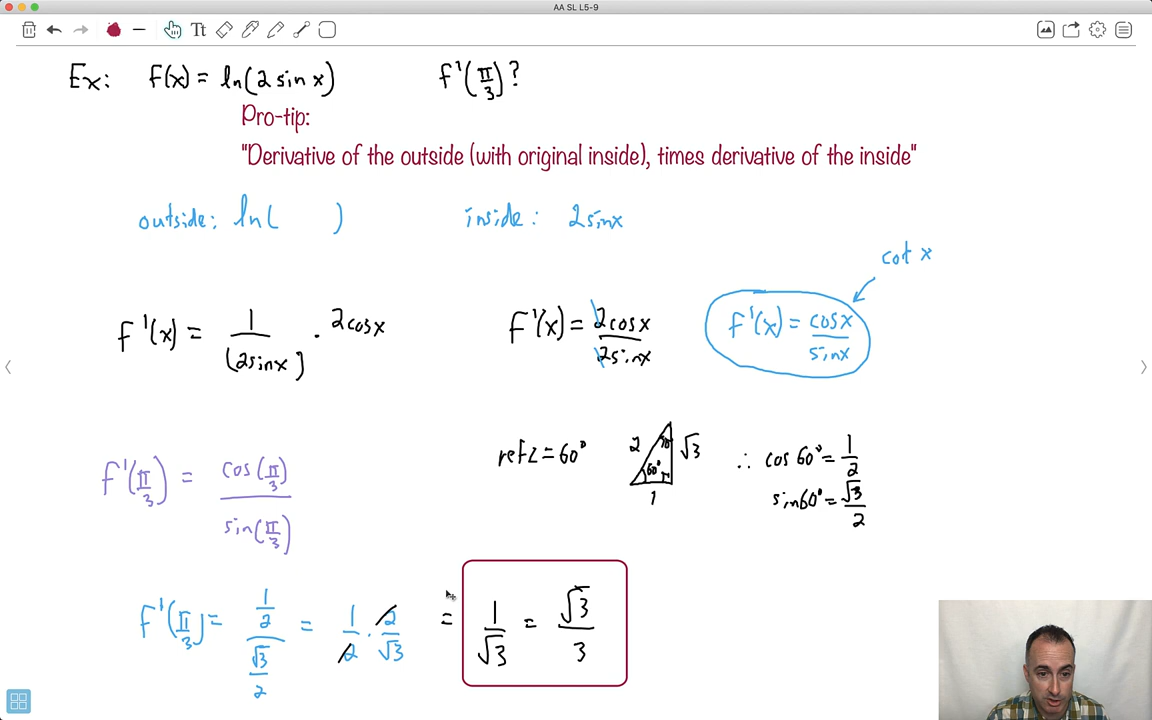 AA SL L5-9
Tt
Ex: f(x) = ln(2 sin x) f'(π/3)?
Pro-tip:
"Derivative of the outside (with original inside), times derivative of the inside"
outside: ln( ) inside: 2sinx
cot x
f'(x) = 1/(2sinx) · 2cosx f'(x) = 2cosx/2sinx f'(x) = cosx/sinx
ref∠ = 60° 2 30° √3 60° 1 ∴ cos 60° = 1/2
sin60° = √3/2
f'(π/3) = cos(π/3)/sin(π/3)
f'(π/3) = (1/2)/(√3/2) = 1/2 · 2/√3 = 1/√3 = √3/3